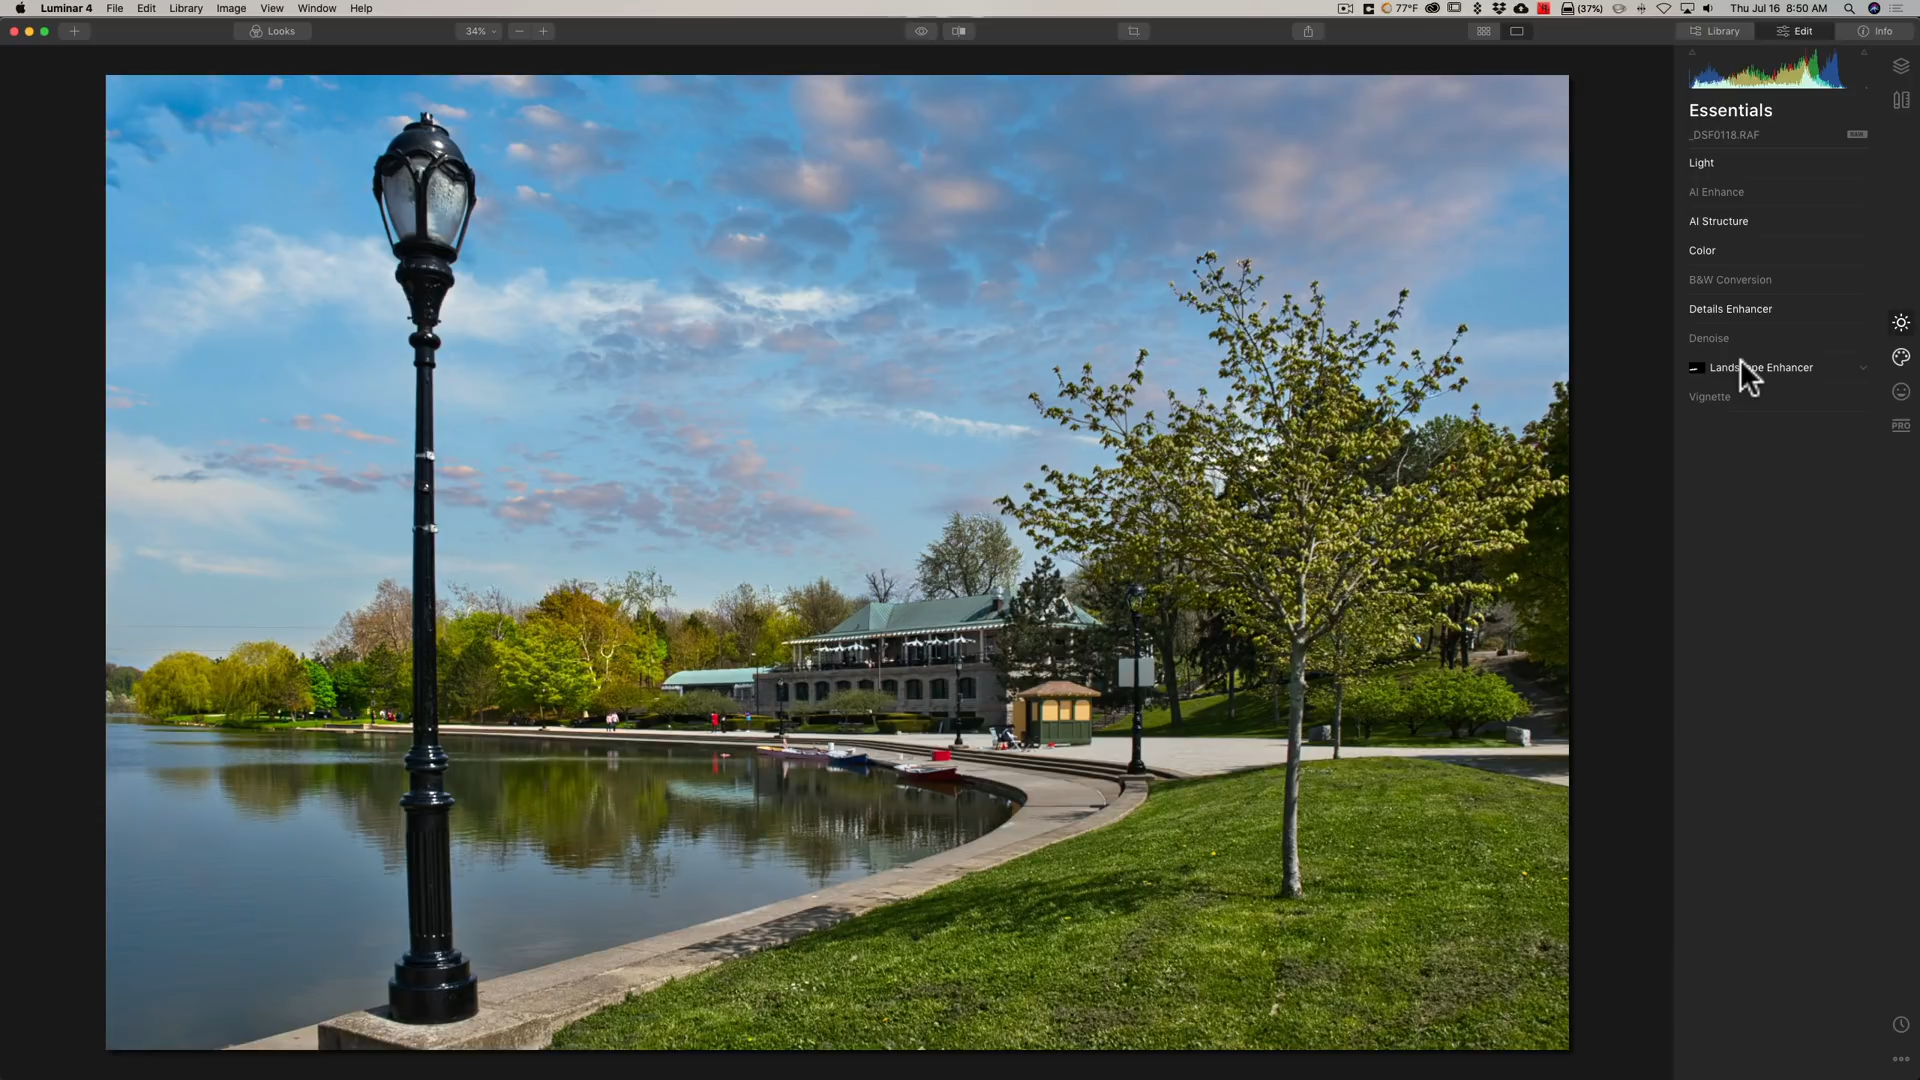 Luminar 4 File Edit Library Image View Window Help
(37%) 77°F Thu Jul 16 8:50 AM
Looks 34% Library Edit Info
Essentials
_DSF0118.RAF RAW
Light
AI Enhance
AI Structure
Color
B&W Conversion
Details Enhancer
Denoise
Landscape Enhancer
Vignette
PRO